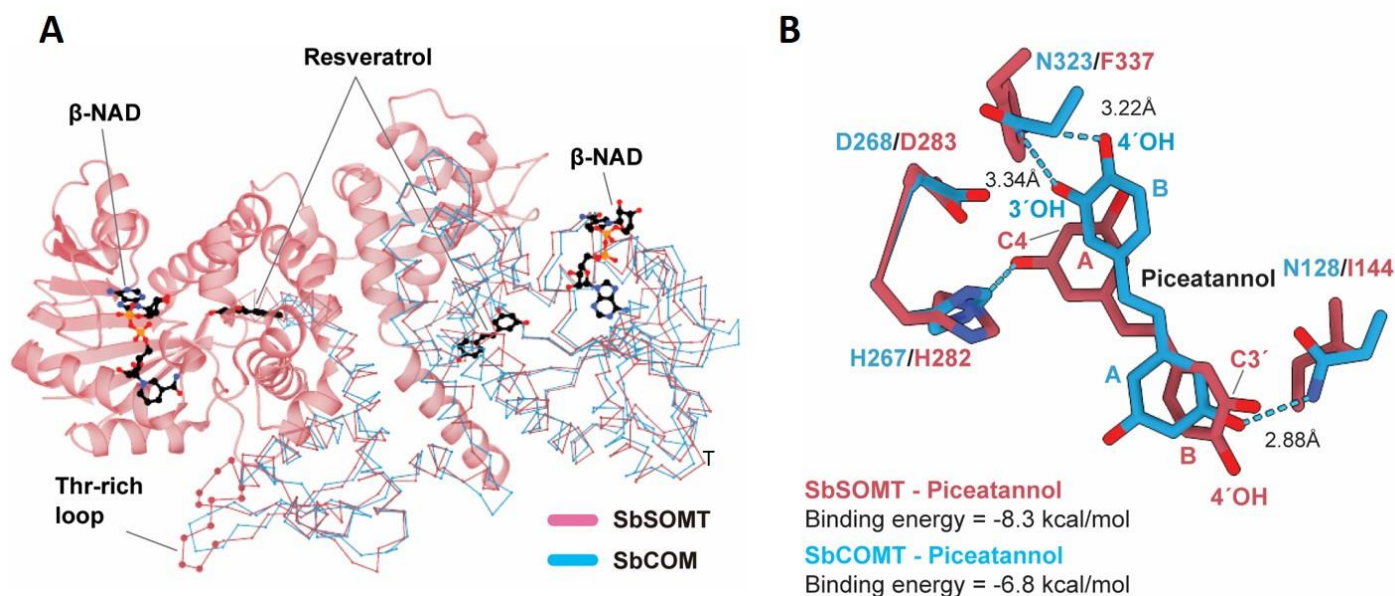 A
Resveratrol
β-NAD
β-NAD
Thr-rich
loop
T
SbSOMT
SbCOM
B
N323/F337
3.22Å
4´OH
D268/D283
3.34Å
3´OH
B
C4
A
Piceatannol
N128/I144
H267/H282
A
C3´
2.88Å
B
4´OH
SbSOMT - Piceatannol
Binding energy = -8.3 kcal/mol
SbCOMT - Piceatannol
Binding energy = -6.8 kcal/mol